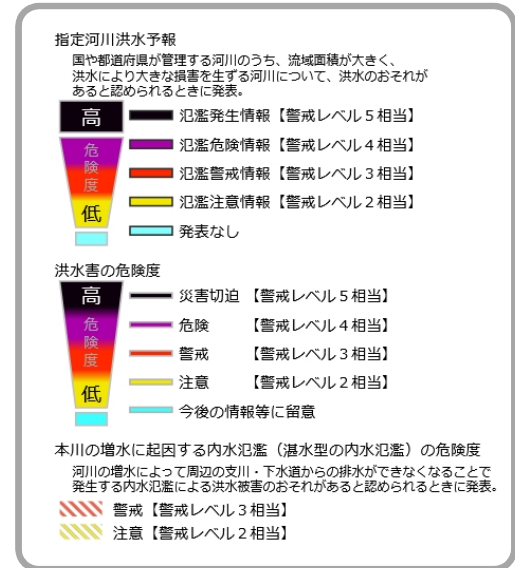 指定河川洪水予報
国や都道府県が管理する河川のうち、流域面積が大きく、
洪水により大きな損害を生ずる河川について、洪水のおそれが
あると認められるときに発表。
高 氾濫発生情報【警戒レベル５相当】
危険度 氾濫危険情報【警戒レベル４相当】
氾濫警戒情報【警戒レベル３相当】
低 氾濫注意情報【警戒レベル２相当】
発表なし
洪水害の危険度
高 災害切迫 【警戒レベル５相当】
危険度 危険 【警戒レベル４相当】
警戒 【警戒レベル３相当】
低 注意 【警戒レベル２相当】
今後の情報等に留意
本川の増水に起因する内水氾濫（湛水型の内水氾濫）の危険度
河川の増水によって周辺の支川・下水道からの排水ができなくなることで
発生する内水氾濫による洪水被害のおそれがあると認められるときに発表。
警戒【警戒レベル３相当】
注意【警戒レベル２相当】